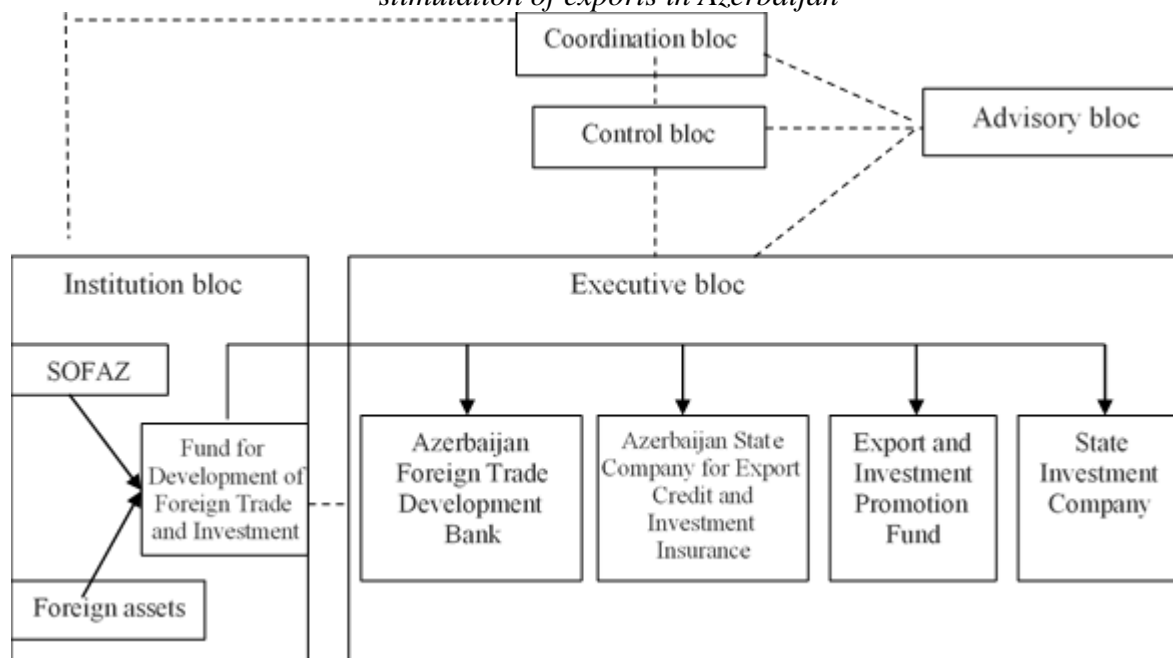 stimulation of exports in Azerbaijan
Coordination bloc
Control bloc
Advisory bloc
Institution bloc
Executive bloc
SOFAZ
Fund for
Development of
Foreign Trade
and Investment
Foreign assets
Azerbaijan
Foreign Trade
Development
Bank
Azerbaijan State
Company for Export
Credit and
Investment
Insurance
Export and
Investment
Promotion
Fund
State
Investment
Company